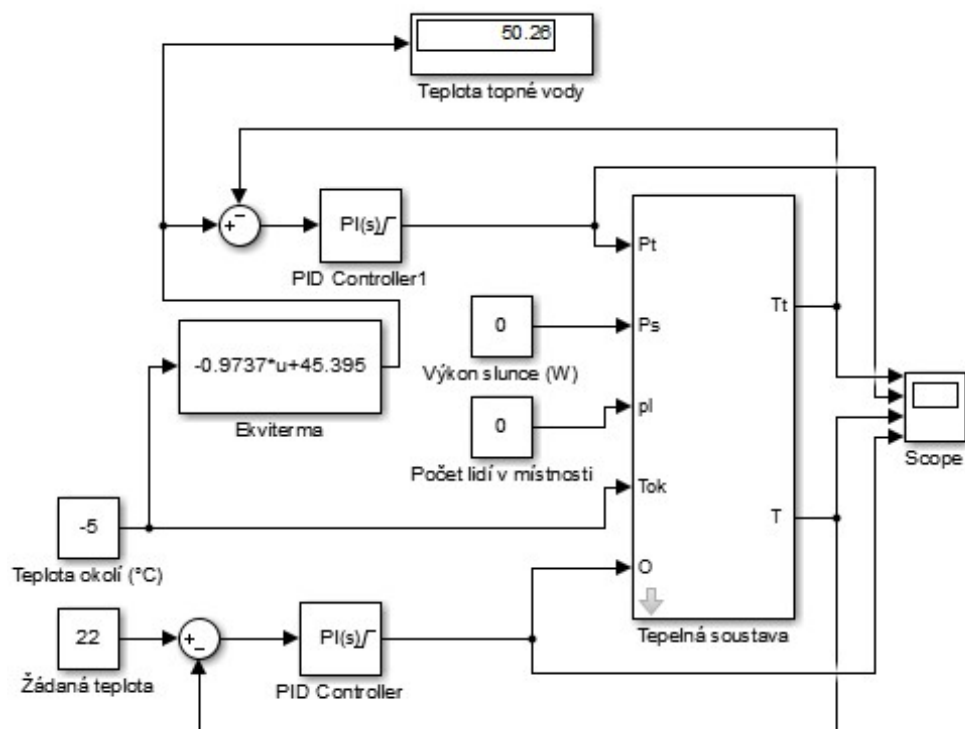 50.26
Teplota topné vody
+
−
PI(s)
PID Controller1
Pt
Tt
0
Ps
Výkon slunce (W)
-0.9737*u+45.395
Ekviterma
0
pl
Počet lidí v místnosti
Scope
Tok
-5
T
Teplota okolí (°C)
O
22
+
−
PI(s)
Tepelná soustava
Žádaná teplota
PID Controller